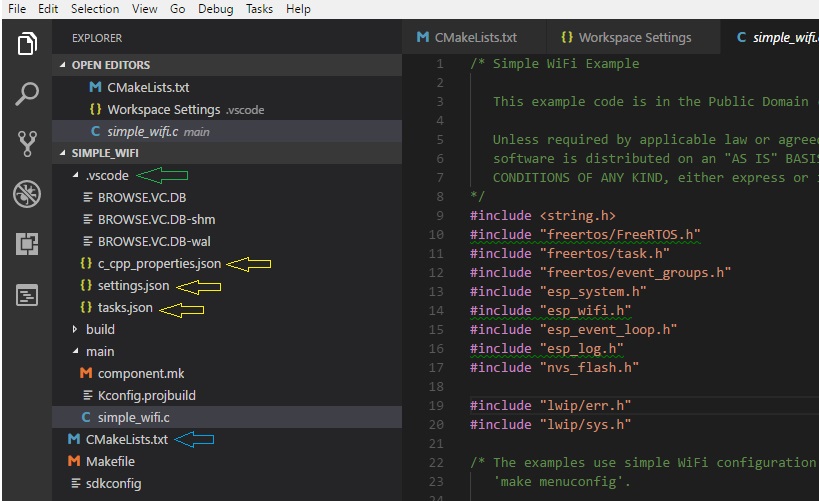 File Edit Selection View Go Debug Tasks Help
EXPLORER
OPEN EDITORS
CMakeLists.txt
Workspace Settings .vscode
simple_wifi.c main
SIMPLE_WIFI
.vscode
BROWSE.VC.DB
BROWSE.VC.DB-shm
BROWSE.VC.DB-wal
c_cpp_properties.json
settings.json
tasks.json
build
main
component.mk
Kconfig.projbuild
simple_wifi.c
CMakeLists.txt
Makefile
sdkconfig
CMakeLists.txt Workspace Settings simple_wifi.c
1 /* Simple WiFi Example
2
3 This example code is in the Public Domain (
4
5 Unless required by applicable law or agree
6 software is distributed on an "AS IS" BASIS
7 CONDITIONS OF ANY KIND, either express or
8 */
9 #include <string.h>
10 #include "freertos/FreeRTOS.h"
11 #include "freertos/task.h"
12 #include "freertos/event_groups.h"
13 #include "esp_system.h"
14 #include "esp_wifi.h"
15 #include "esp_event_loop.h"
16 #include "esp_log.h"
17 #include "nvs_flash.h"
18
19 #include "lwip/err.h"
20 #include "lwip/sys.h"
21
22 /* The examples use simple WiFi configuration
23 'make menuconfig'.
24